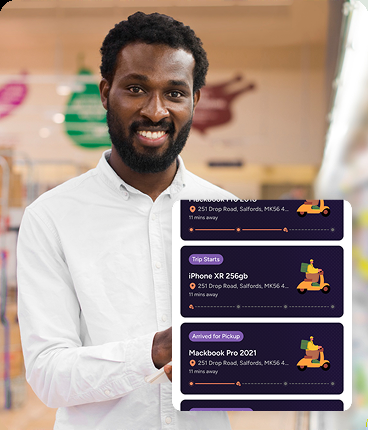 Mackbook Pro 2018
251 Drop Road, Salfords, MK56 4...
11 mins away
Trip Starts
iPhone XR 256gb
251 Drop Road, Salfords, MK56 4...
11 mins away
Arrived for Pickup
Mackbook Pro 2021
251 Drop Road, Salfords, MK56 4...
11 mins away